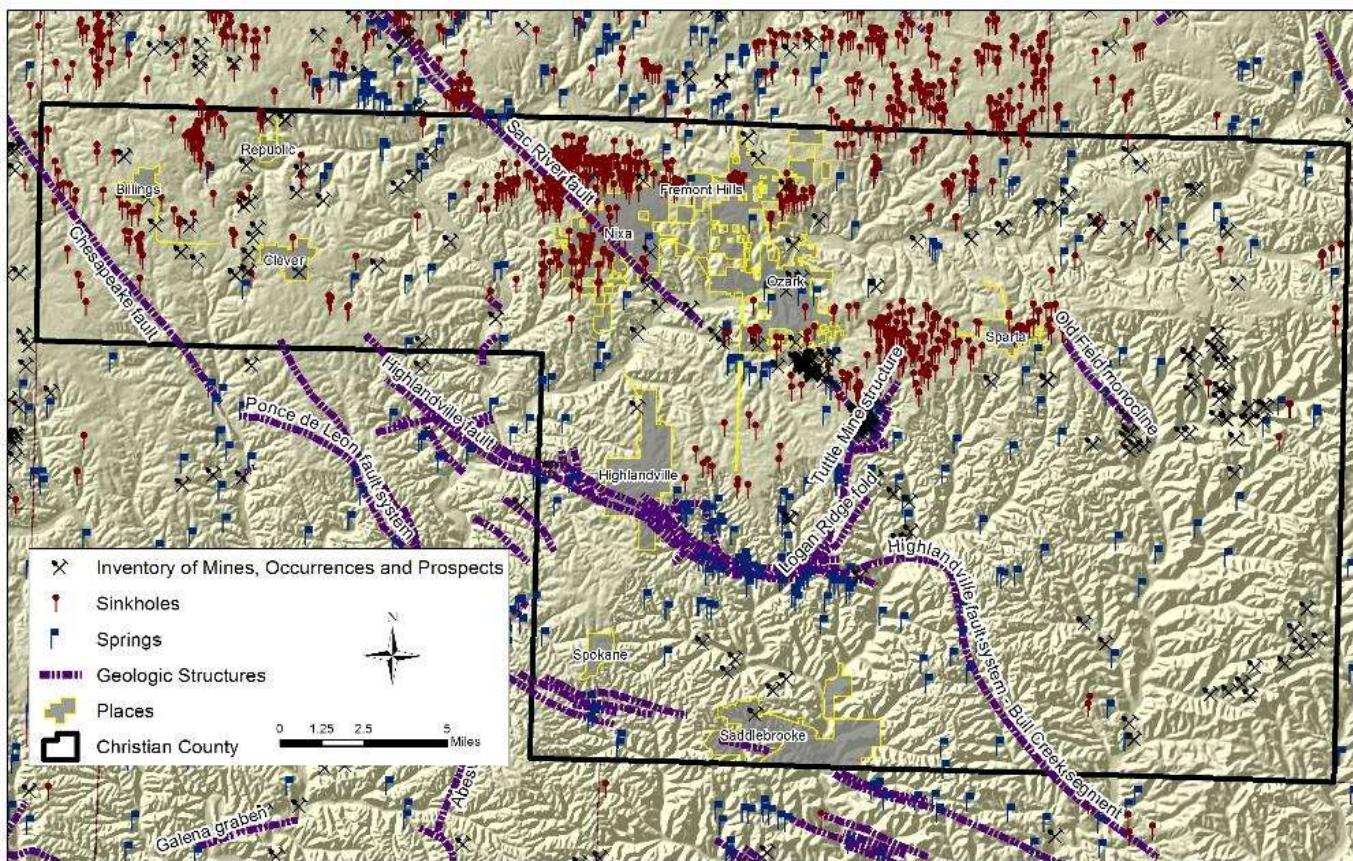 Sac River fault
Republic
Billings
Fremont Hills
Nixa
Clever
Chesapeake fault
Ozark
Sparta
Old Field monocline
Highlandville fault
Tuttle Mine structure
Ponce de Leon fault system
Highlandville
Logan Ridge fold
Highlandville fault system - Bull Creek segment
Inventory of Mines, Occurrences and Prospects
Sinkholes
Springs
Geologic Structures
Places
Christian County
N
0 1.25 2.5 5
Miles
Spokane
Saddlebrooke
Galena graben